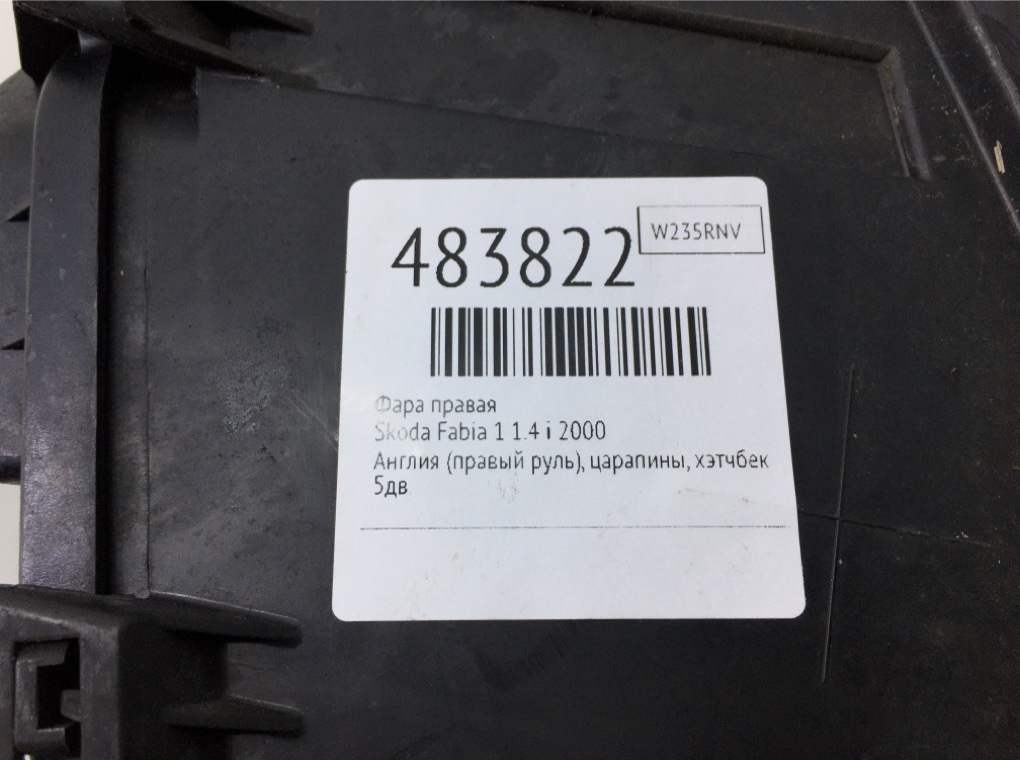 483822
W235RNV
Фара правая
Skoda Fabia 1 1.4 i 2000
Англия (правый руль), царапины, хэтчбек
5дв